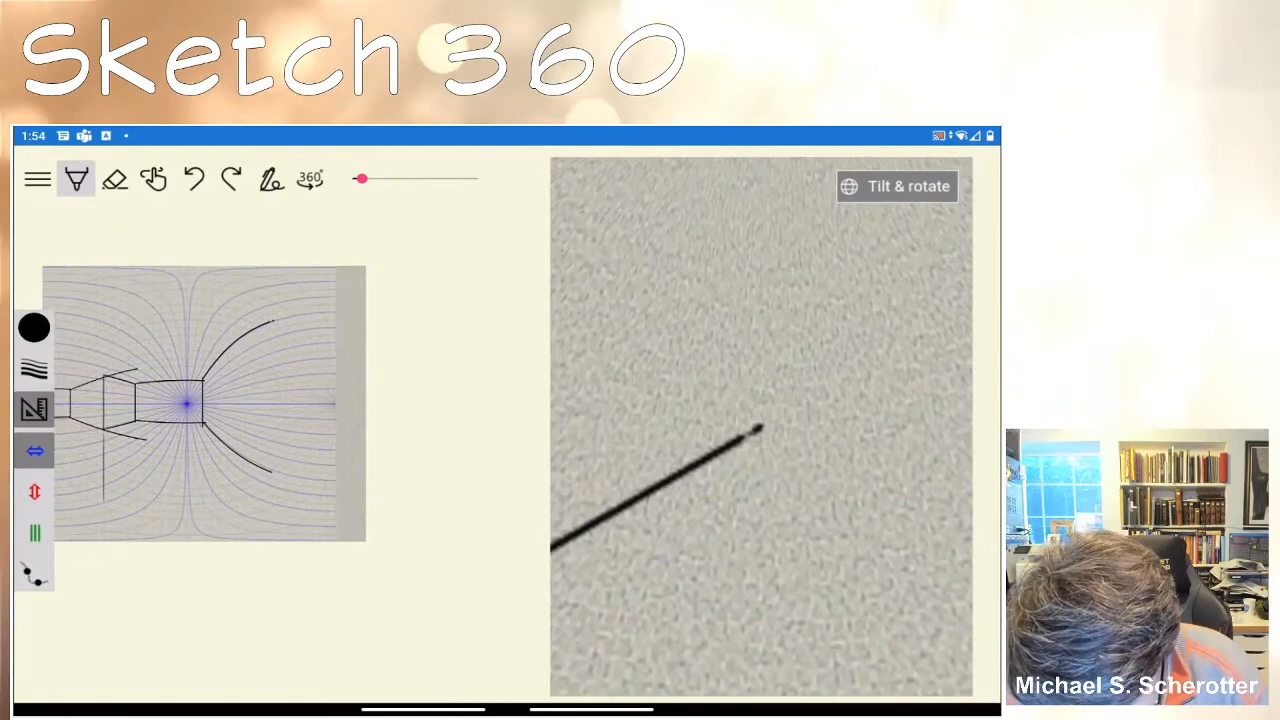 Sketch 360
1:54
360°
Tilt & rotate
Michael S. Scherotter